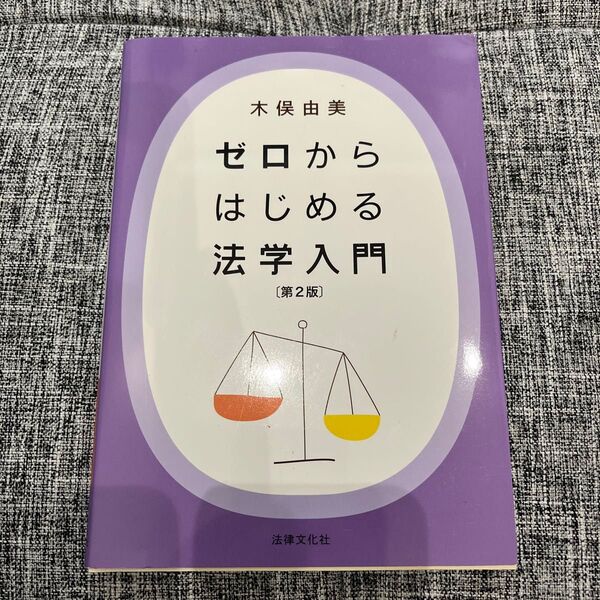 木俣由美
ゼロから
はじめる
法学入門
〔第2版〕
法律文化社